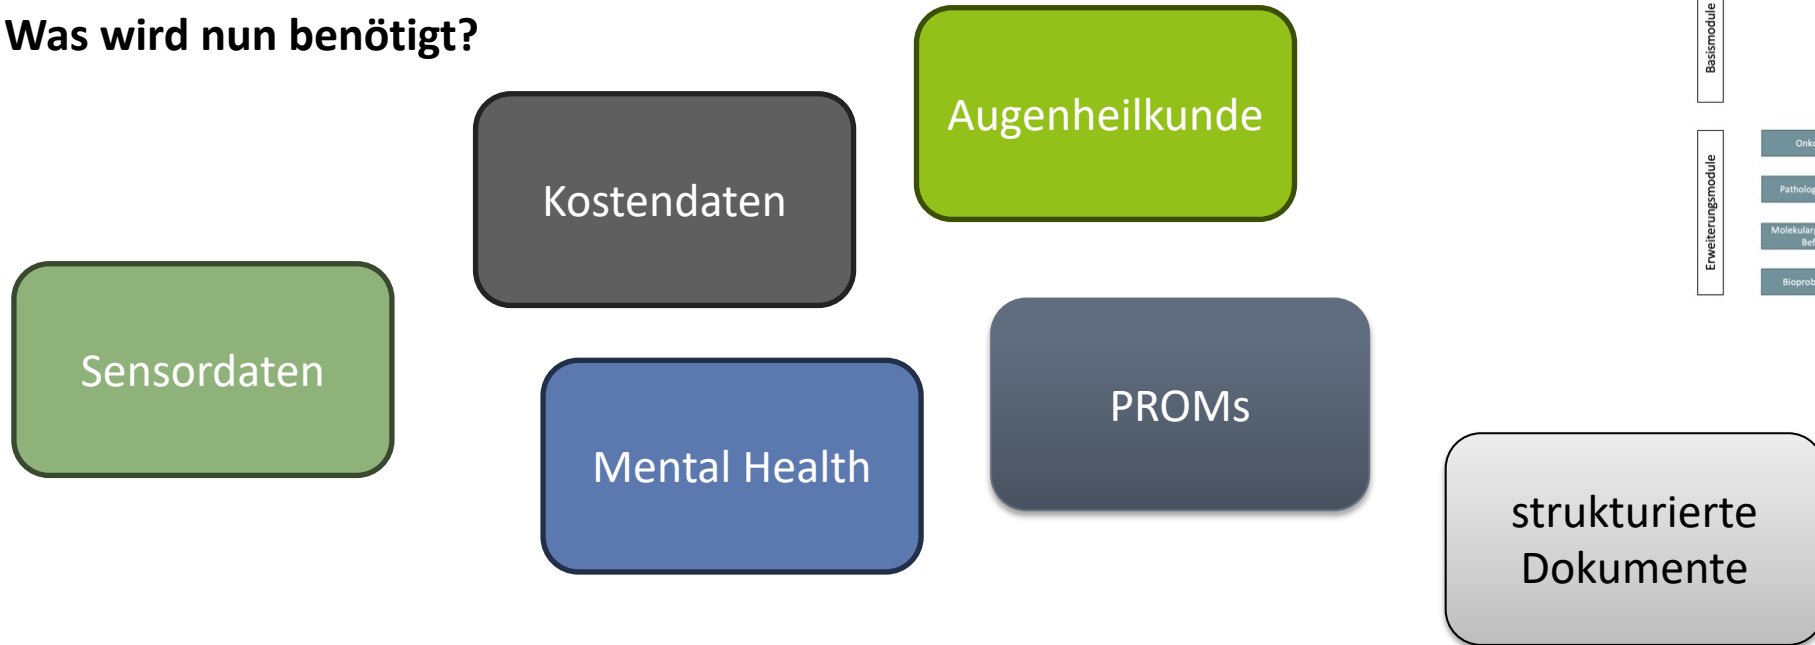 Was wird nun benötigt?
Augenheilkunde
Kostendaten
Sensordaten
Mental Health
PROMs
strukturierte
Dokumente
Basismodule
Erweiterungsmodule